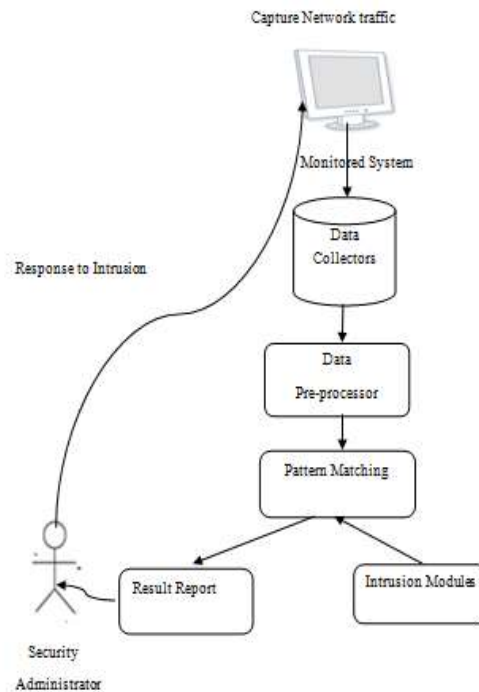 Capture Network traffic
Monitored System
Data
Collectors
Response to Intrusion
Data
Pre-processor
Pattern Matching
Result Report
Intrusion Modules
Security
Administrator